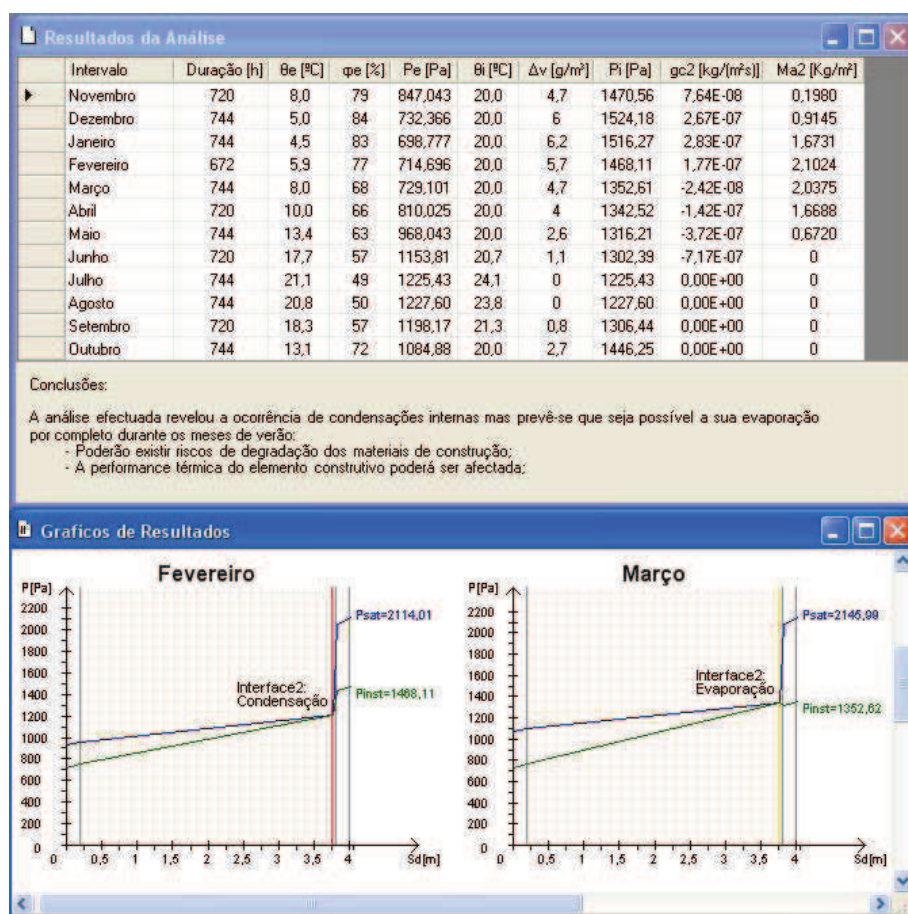 Resultados da Análise
Intervalo Duração [h] θe [ºC] φe [%] Pe [Pa] θi [ºC] Δv [g/m³] Pi [Pa] gc2 [kg/(m²s)] Ma2 [Kg/m²]
Novembro 720 8,0 79 847,043 20,0 4,7 1470,56 7,64E-08 0,1980
Dezembro 744 5,0 84 732,366 20,0 6 1524,18 2,67E-07 0,9145
Janeiro 744 4,5 83 698,777 20,0 6,2 1516,27 2,83E-07 1,6731
Fevereiro 672 5,9 77 714,696 20,0 5,7 1468,11 1,77E-07 2,1024
Março 744 8,0 68 729,101 20,0 4,7 1352,61 -2,42E-08 2,0375
Abril 720 10,0 66 810,025 20,0 4 1342,52 -1,42E-07 1,6688
Maio 744 13,4 63 968,043 20,0 2,6 1316,21 -3,72E-07 0,6720
Junho 720 17,7 57 1153,81 20,7 1,1 1302,39 -7,17E-07 0
Julho 744 21,1 49 1225,43 24,1 0 1225,43 0,00E+00 0
Agosto 744 20,8 50 1227,60 23,8 0 1227,60 0,00E+00 0
Setembro 720 18,3 57 1198,17 21,3 0,8 1306,44 0,00E+00 0
Outubro 744 13,1 72 1084,88 20,0 2,7 1446,25 0,00E+00 0
Conclusões:
A análise efectuada revelou a ocorrência de condensações internas mas prevê-se que seja possível a sua evaporação
por completo durante os meses de verão:
- Poderão existir riscos de degradação dos materiais de construção;
- A performance térmica do elemento construtivo poderá ser afectada;
Graficos de Resultados
Fevereiro
P[Pa]
2200
2000
1800
1600
1400
1200
1000
800
600
400
200
0
0 0,5 1 1,5 2 2,5 3 3,5 4 Sd[m]
Psat=2114,01
Interface2:
Condensação
Pinst=1468,11
Março
P[Pa]
2200
2000
1800
1600
1400
1200
1000
800
600
400
200
0
0 0,5 1 1,5 2 2,5 3 3,5 4 Sd[m]
Psat=2145,99
Interface2:
Evaporação
Pinst=1352,62